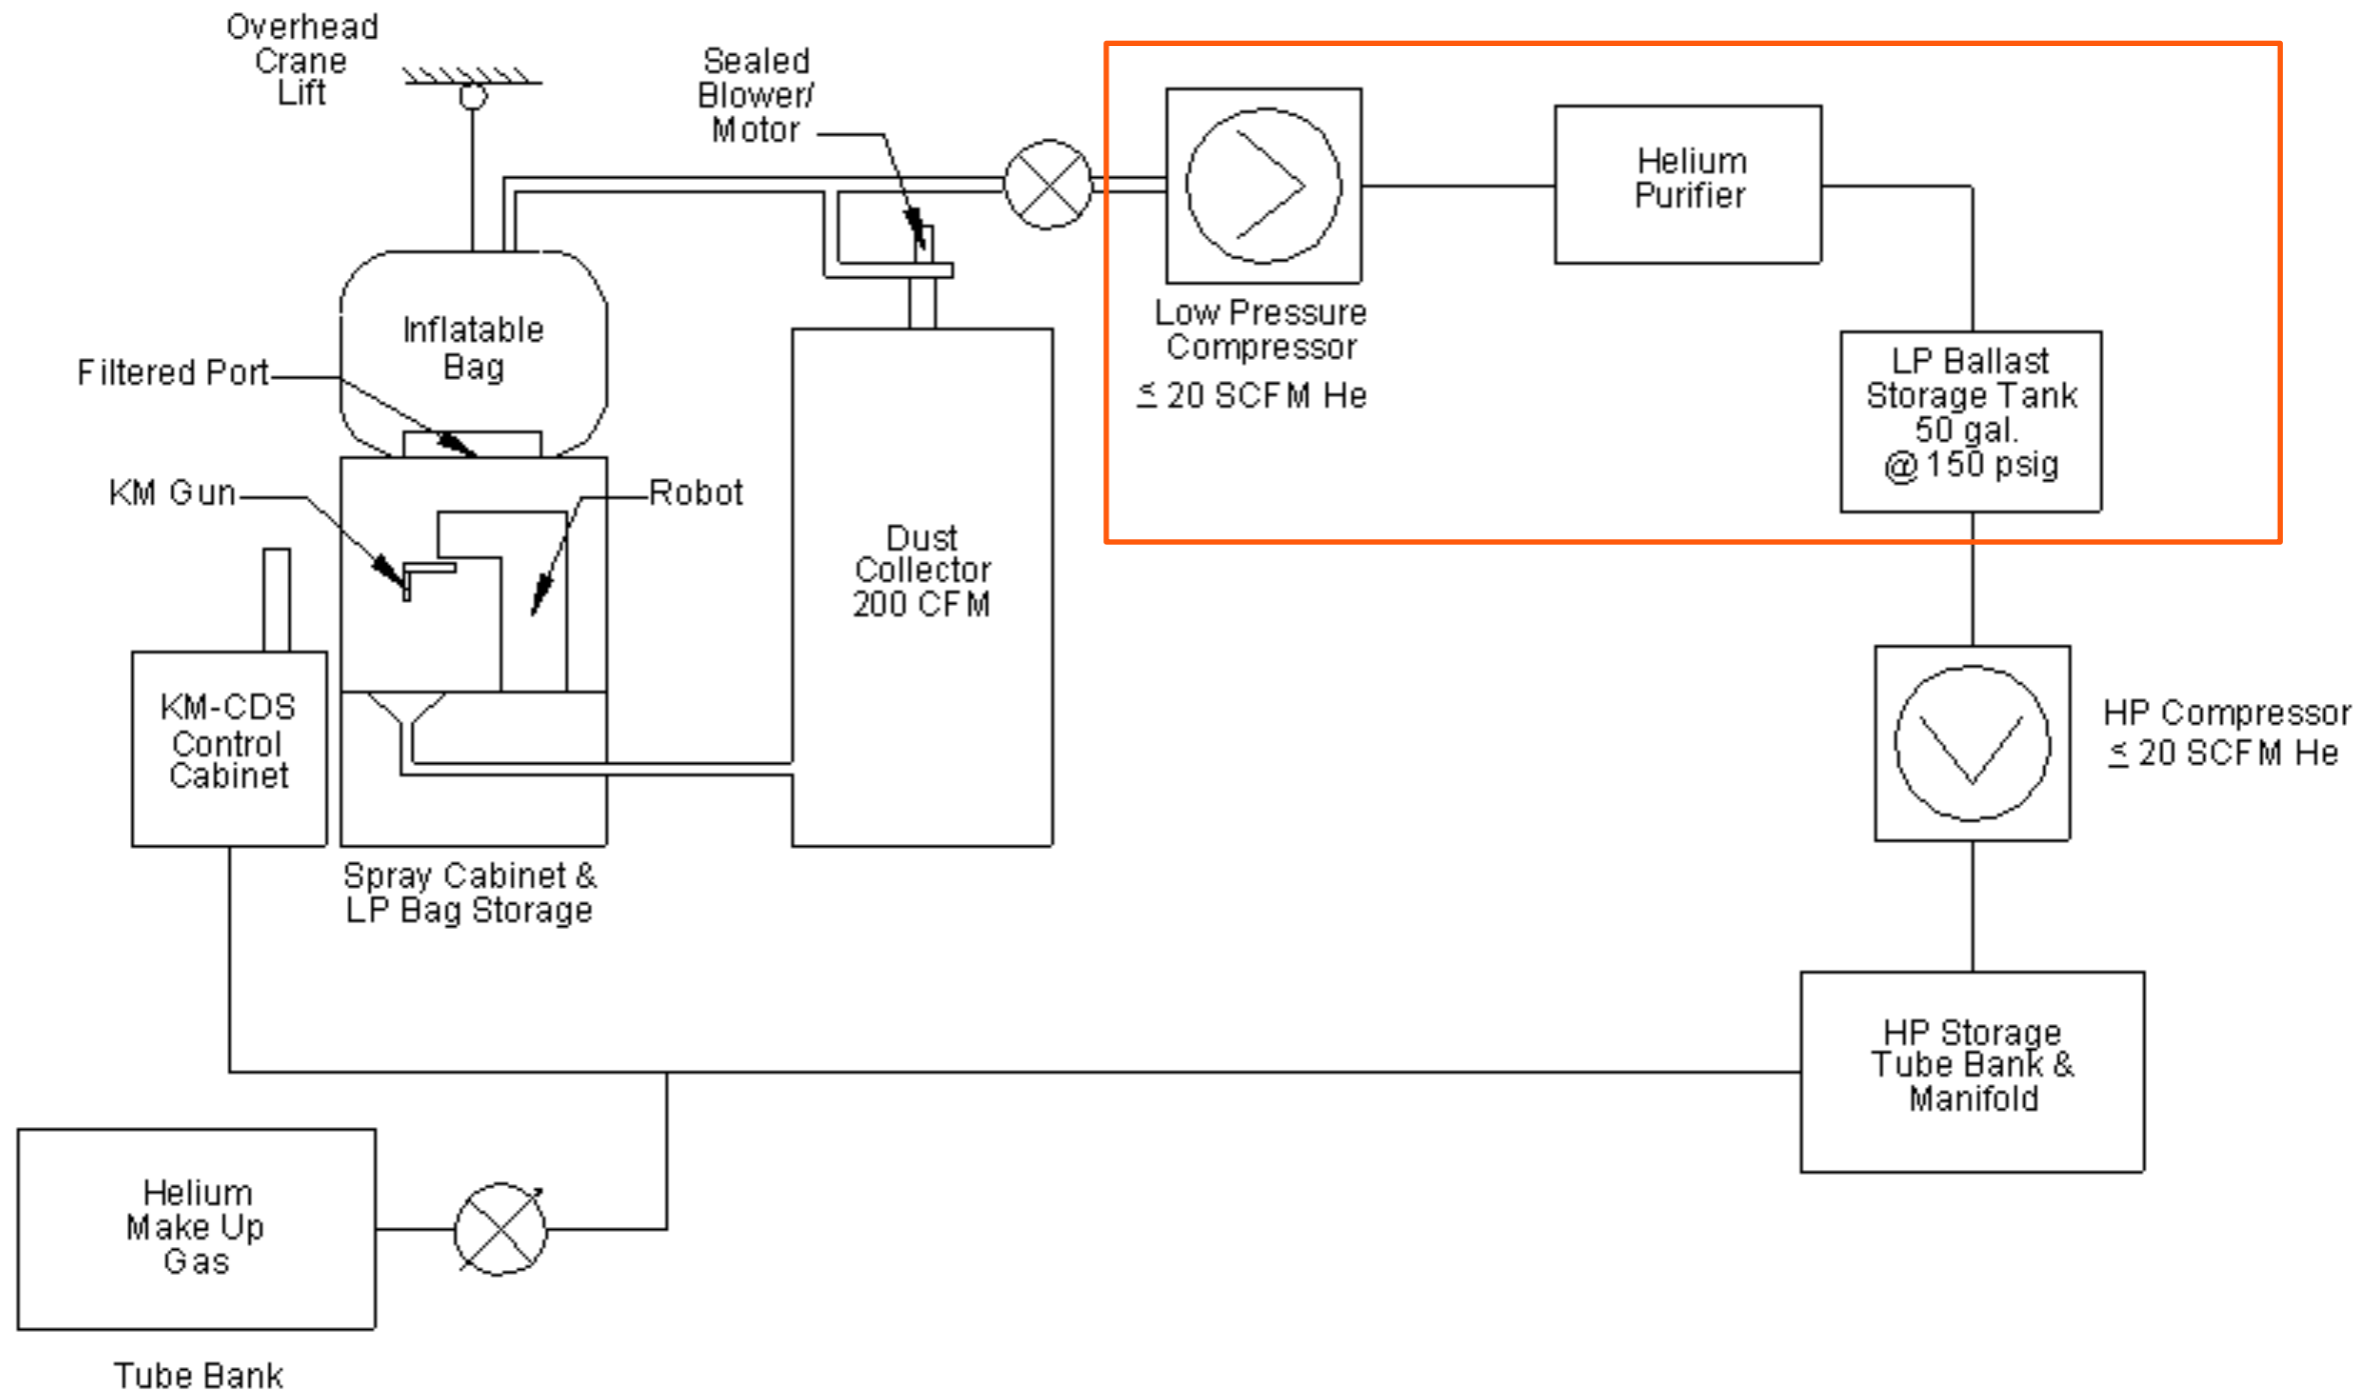 Overhead
Crane
Lift
Sealed
Blower/
Motor
Helium
Purifier
Low Pressure
Compressor
≤ 20 SCFM He
Inflatable
Bag
Filtered Port
LP Ballast
Storage Tank
50 gal.
@ 150 psig
KM Gun
Robot
Dust
Collector
200 CFM
KM-CDS
Control
Cabinet
HP Compressor
≤ 20 SCFM He
Spray Cabinet &
LP Bag Storage
HP Storage
Tube Bank &
Manifold
Helium
Make Up
Gas
Tube Bank